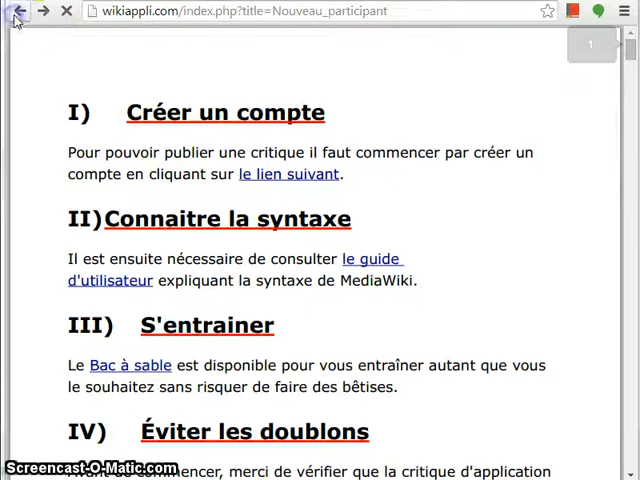 wikiappli.com/index.php?title=Nouveau_participant
1
I) Créer un compte
Pour pouvoir publier une critique il faut commencer par créer un
compte en cliquant sur le lien suivant.
II) Connaitre la syntaxe
Il est ensuite nécessaire de consulter le guide
d'utilisateur expliquant la syntaxe de MediaWiki.
III) S'entrainer
Le Bac à sable est disponible pour vous entraîner autant que vous
le souhaitez sans risquer de faire des bêtises.
IV) Éviter les doublons
Screencast-O-Matic.com
Avant de commencer, merci de vérifier que la critique d'application